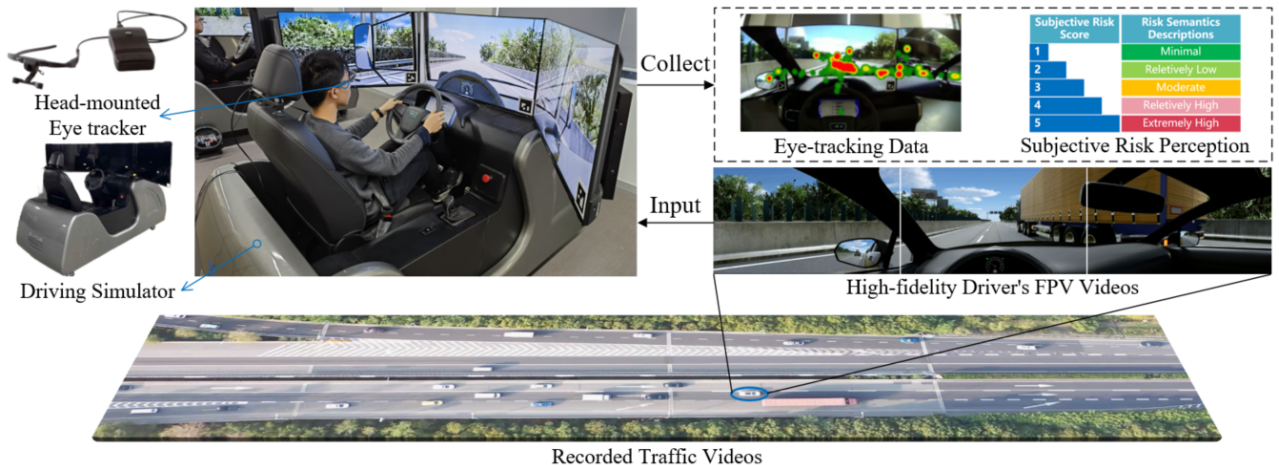 Head-mounted
Eye tracker
Driving Simulator
Collect
Input
Eye-tracking Data
Subjective Risk
Score
Risk Semantics
Descriptions
1
Minimal
2
Reletively Low
3
Moderate
4
Reletively High
5
Extremely High
Subjective Risk Perception
High-fidelity Driver's FPV Videos
Recorded Traffic Videos